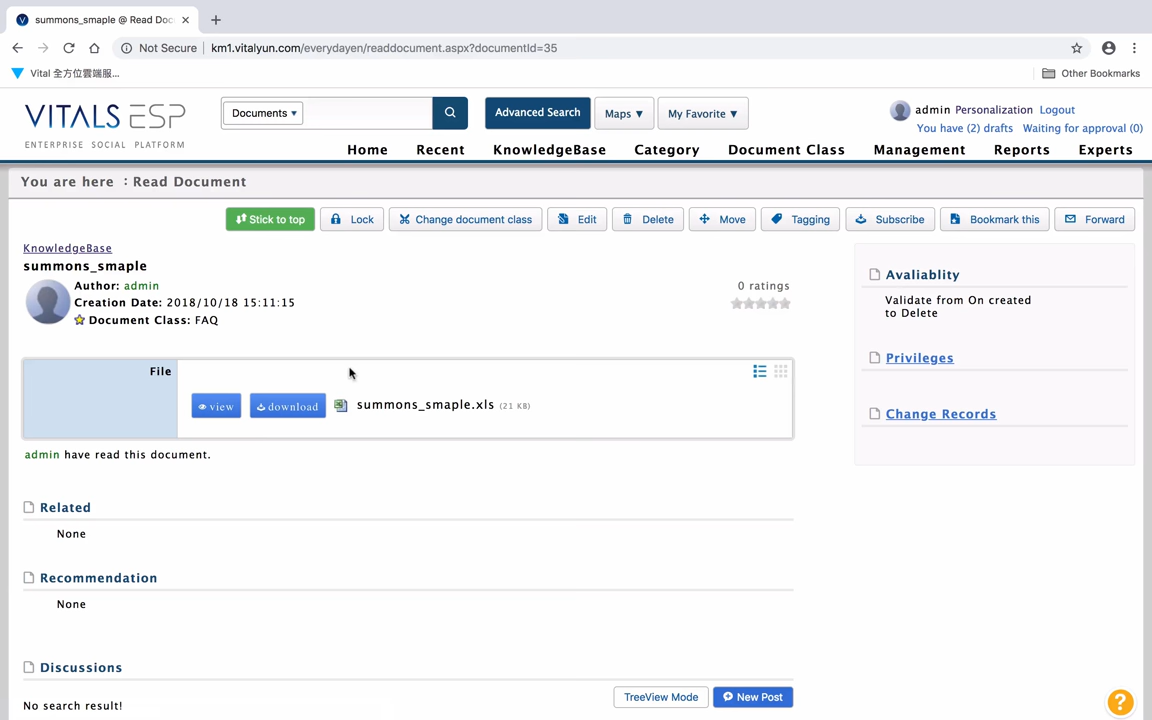 summons_smaple @ Read Doc
Not Secure | km1.vitalyun.com/everydayen/readdocument.aspx?documentId=35
Vital 全方位雲端服...
Other Bookmarks
VITALS ESP
ENTERPRISE SOCIAL PLATFORM
Documents ▾
Advanced Search
Maps ▼
My Favorite ▼
admin Personalization Logout
You have (2) drafts Waiting for approval (0)
Home Recent KnowledgeBase Category Document Class Management Reports Experts
You are here : Read Document
Stick to top Lock Change document class Edit Delete Move Tagging Subscribe Bookmark this Forward
KnowledgeBase
summons_smaple
Author: admin
Creation Date: 2018/10/18 15:11:15
Document Class: FAQ
0 ratings
Avaliablity
Validate from On created
to Delete
Privileges
Change Records
File
view download summons_smaple.xls (21 KB)
admin have read this document.
Related
None
Recommendation
None
Discussions
TreeView Mode New Post
No search result!
?